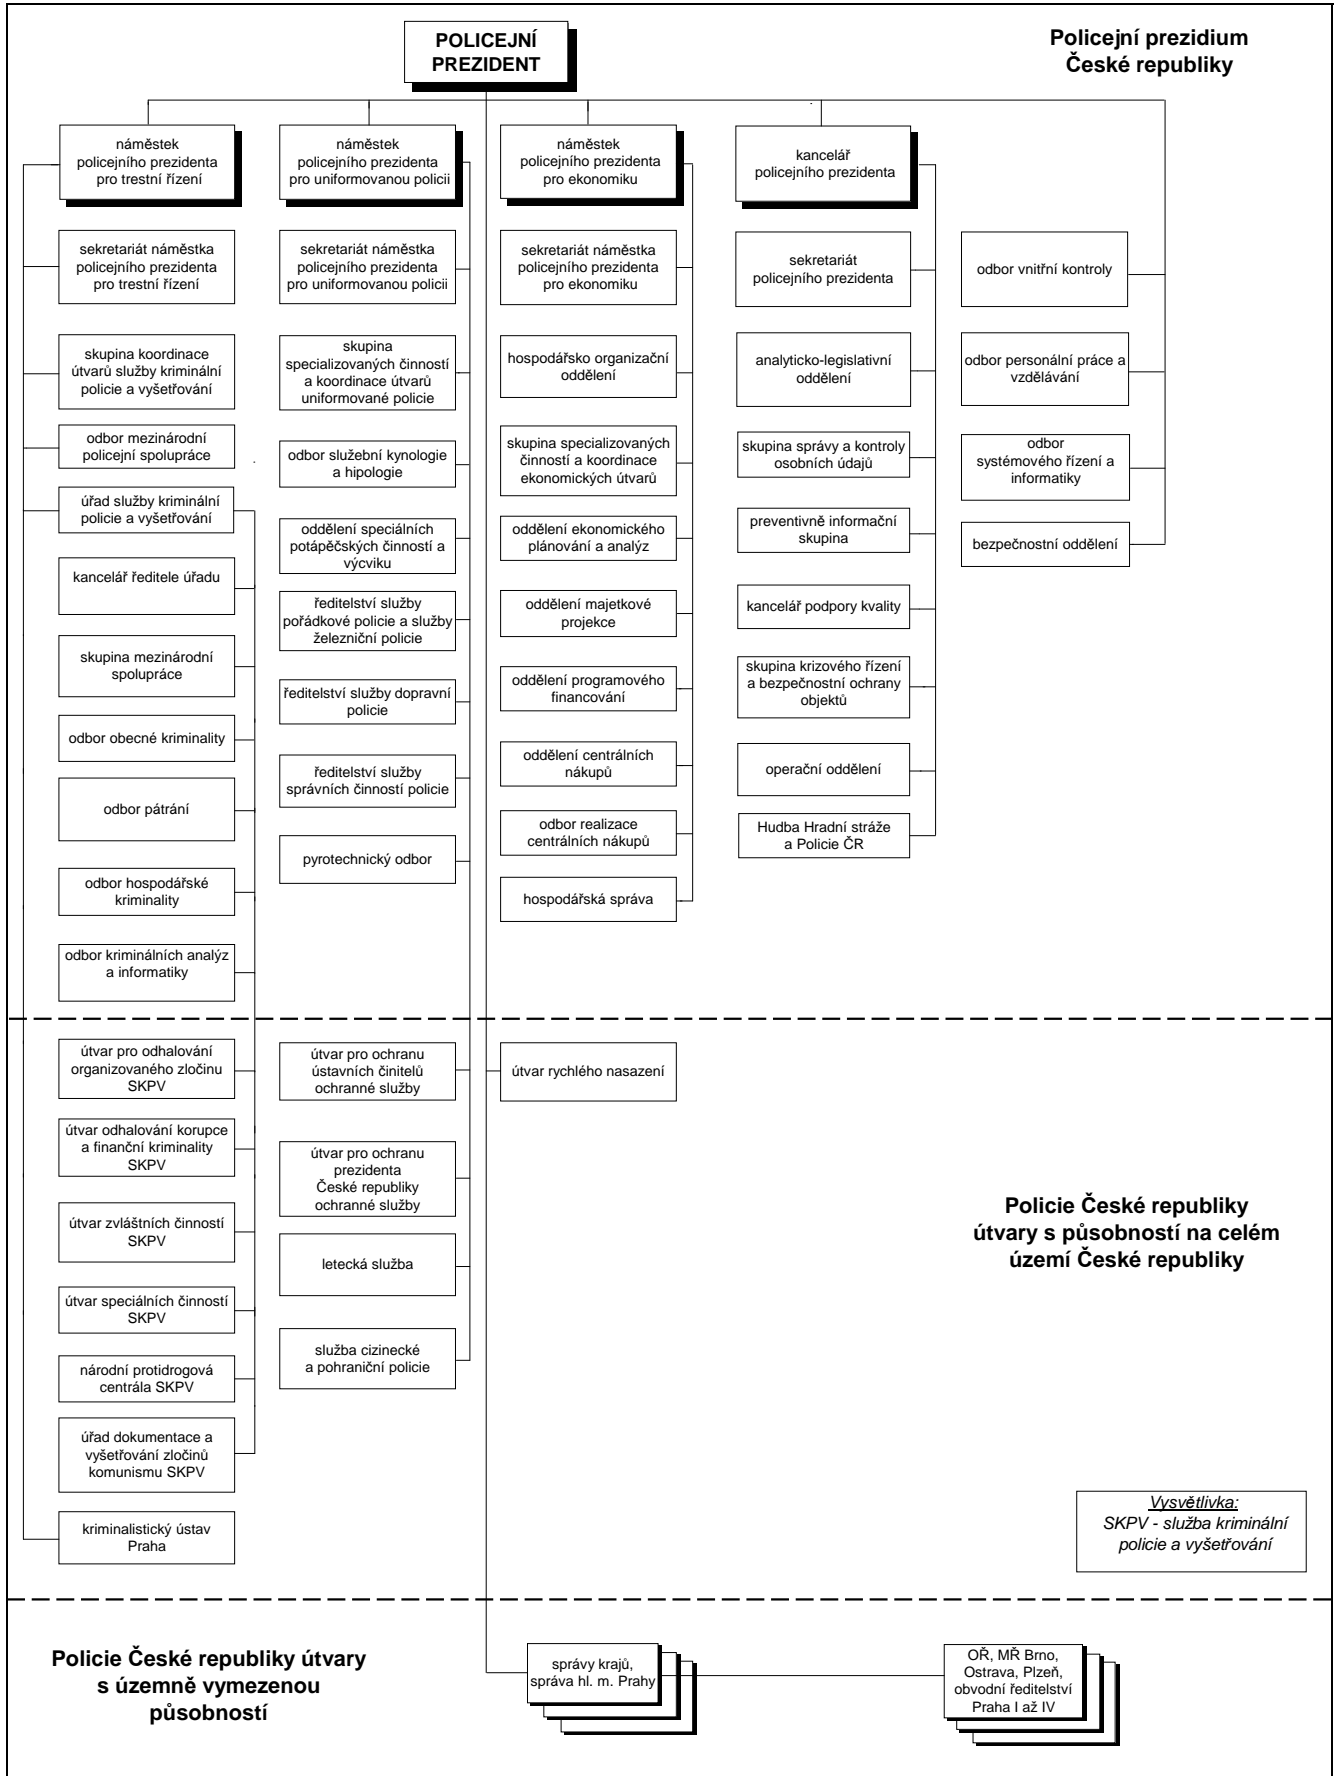 POLICEJNÍ
PREZIDENT
Policejní prezidium
České republiky
náměstek
policejního prezidenta
pro trestní řízení
náměstek
policejního prezidenta
pro uniformovanou policii
náměstek
policejního prezidenta
pro ekonomiku
kancelář
policejního prezidenta
sekretariát náměstka
policejního prezidenta
pro trestní řízení
skupina koordinace
útvarů služby kriminální
policie a vyšetřování
odbor mezinárodní
policejní spolupráce
úřad služby kriminální
policie a vyšetřování
kancelář ředitele úřadu
skupina mezinárodní
spolupráce
odbor obecné kriminality
odbor pátrání
odbor hospodářské
kriminality
odbor kriminálních analýz
a informatiky
sekretariát náměstka
policejního prezidenta
pro uniformovanou policii
skupina
specializovaných činností
a koordinace útvarů
uniformované policie
odbor služební kynologie
a hipologie
oddělení speciálních
potápěčských činností a
výcviku
ředitelství služby
pořádkové policie a služby
železniční policie
ředitelství služby dopravní
policie
ředitelství služby
správních činností policie
pyrotechnický odbor
sekretariát náměstka
policejního prezidenta
pro ekonomiku
hospodářsko organizační
oddělení
skupina specializovaných
činností a koordinace
ekonomických útvarů
oddělení ekonomického
plánování a analýz
oddělení majetkové
projekce
oddělení programového
financování
oddělení centrálních
nákupů
odbor realizace
centrálních nákupů
hospodářská správa
sekretariát
policejního prezidenta
analyticko-legislativní
oddělení
skupina správy a kontroly
osobních údajů
preventivně informační
skupina
kancelář podpory kvality
skupina krizového řízení
a bezpečnostní ochrany
objektů
operační oddělení
Hudba Hradní stráže
a Policie ČR
odbor vnitřní kontroly
odbor personální práce a
vzdělávání
odbor
systémového řízení a
informatiky
bezpečnostní oddělení
útvar pro odhalování
organizovaného zločinu
SKPV
útvar odhalování korupce
a finanční kriminality
SKPV
útvar zvláštních činností
SKPV
útvar speciálních činností
SKPV
národní protidrogová
centrála SKPV
úřad dokumentace a
vyšetřování zločinů
komunismu SKPV
kriminalistický ústav
Praha
útvar pro ochranu
ústavních činitelů
ochranné služby
útvar pro ochranu
prezidenta
České republiky
ochranné služby
letecká služba
služba cizinecké
a pohraniční policie
útvar rychlého nasazení
Policie České republiky
útvary s působností na celém
území České republiky
Vysvětlivka:
SKPV - služba kriminální
policie a vyšetřování
Policie České republiky útvary
s územně vymezenou
působností
správy krajů,
správa hl. m. Prahy
OŘ, MŘ Brno,
Ostrava, Plzeň,
obvodní ředitelství
Praha I až IV